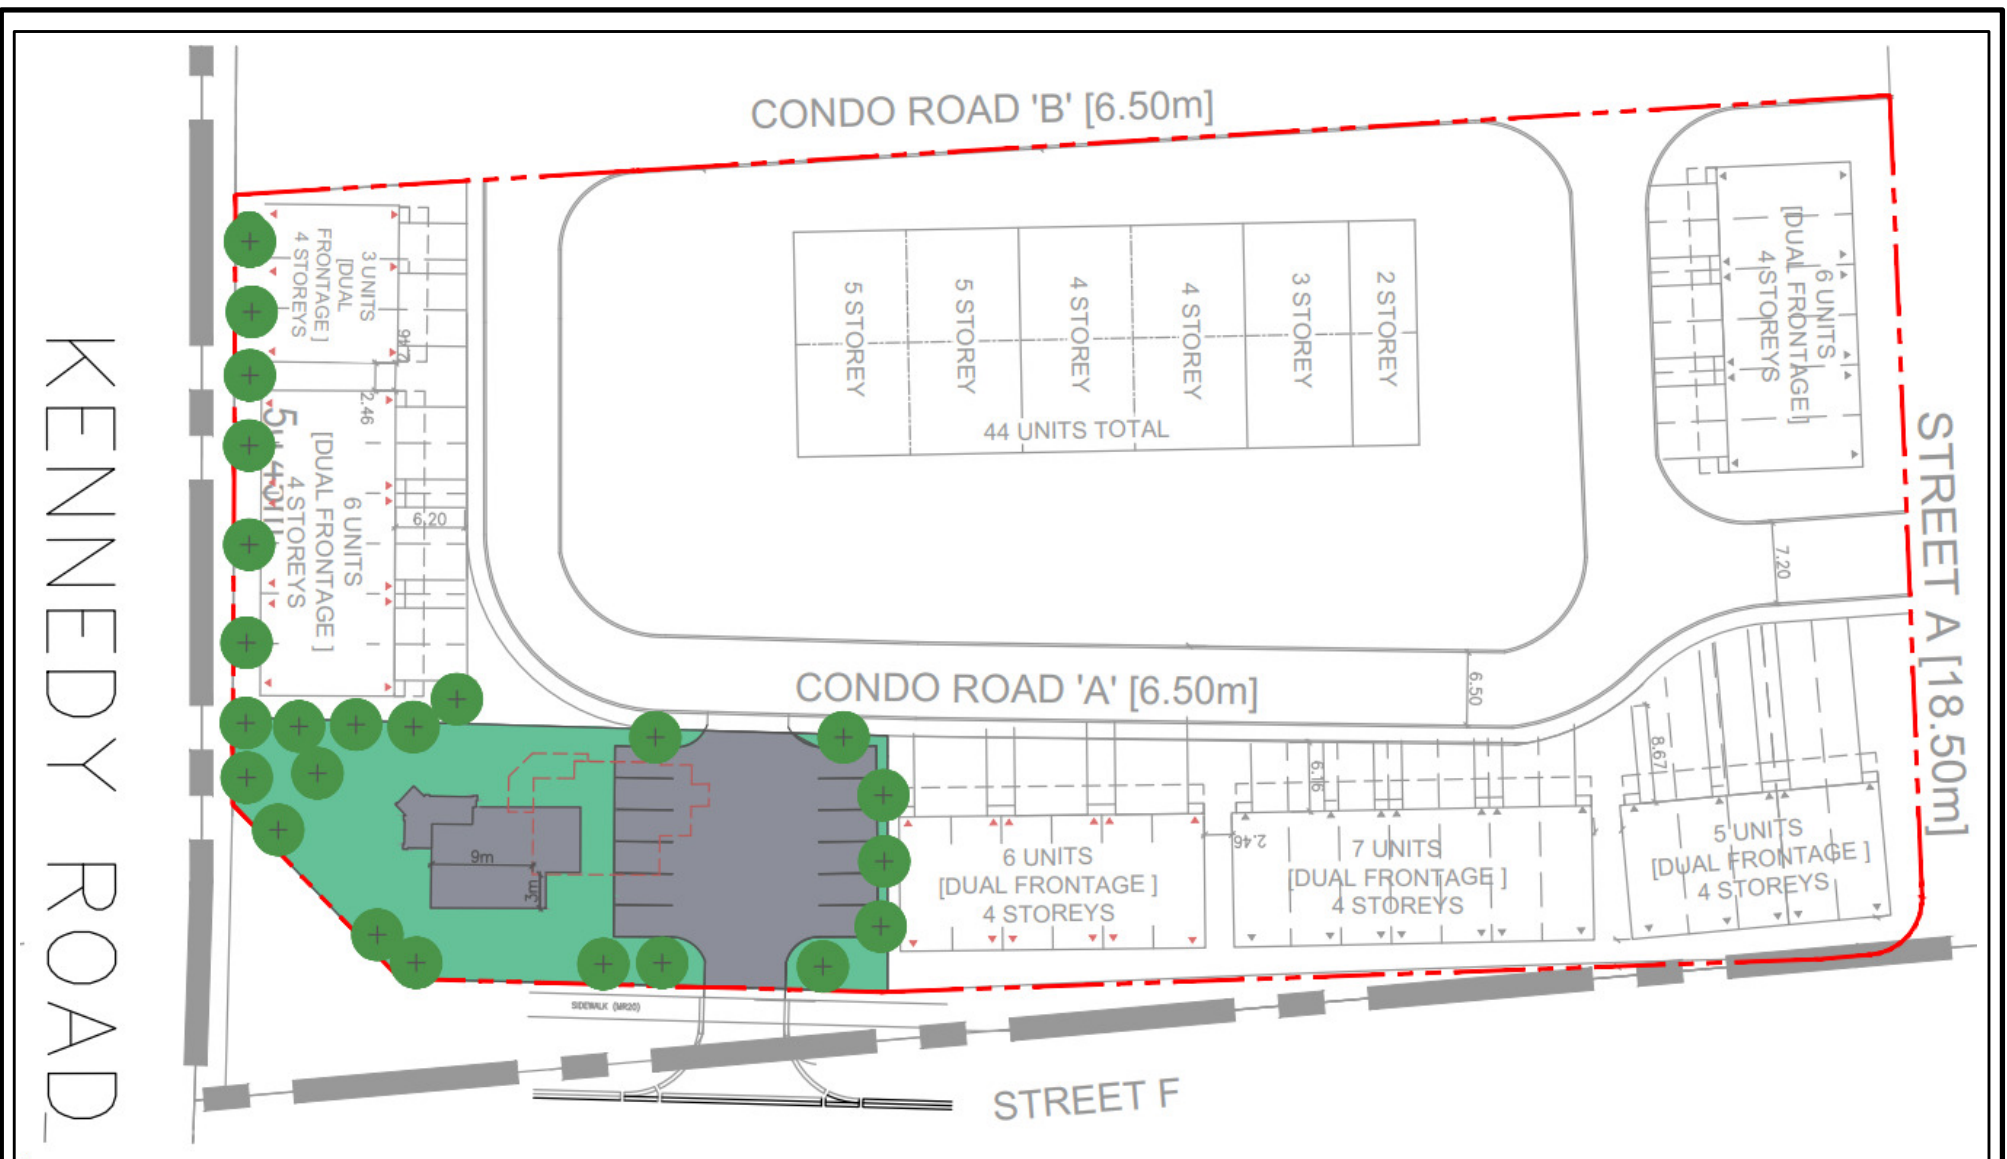 CONDO ROAD 'B' [6.50m]
KENNEDY ROAD
3 UNITS
[DUAL
FRONTAGE ]
4 STOREYS
2.46
2.46
6 UNITS
[DUAL FRONTAGE ]
4 STOREYS
6.20
5 STOREY
5 STOREY
4 STOREY
4 STOREY
3 STOREY
2 STOREY
44 UNITS TOTAL
6 UNITS
[DUAL FRONTAGE]
4 STOREYS
STREET A [18.50m]
7.20
CONDO ROAD 'A' [6.50m]
6.50
8.67
6.16
9m
3m
6 UNITS
[DUAL FRONTAGE ]
4 STOREYS
2.46
7 UNITS
[DUAL FRONTAGE ]
4 STOREYS
5 UNITS
[DUAL FRONTAGE ]
4 STOREYS
SIDEWALK (MR20)
STREET F